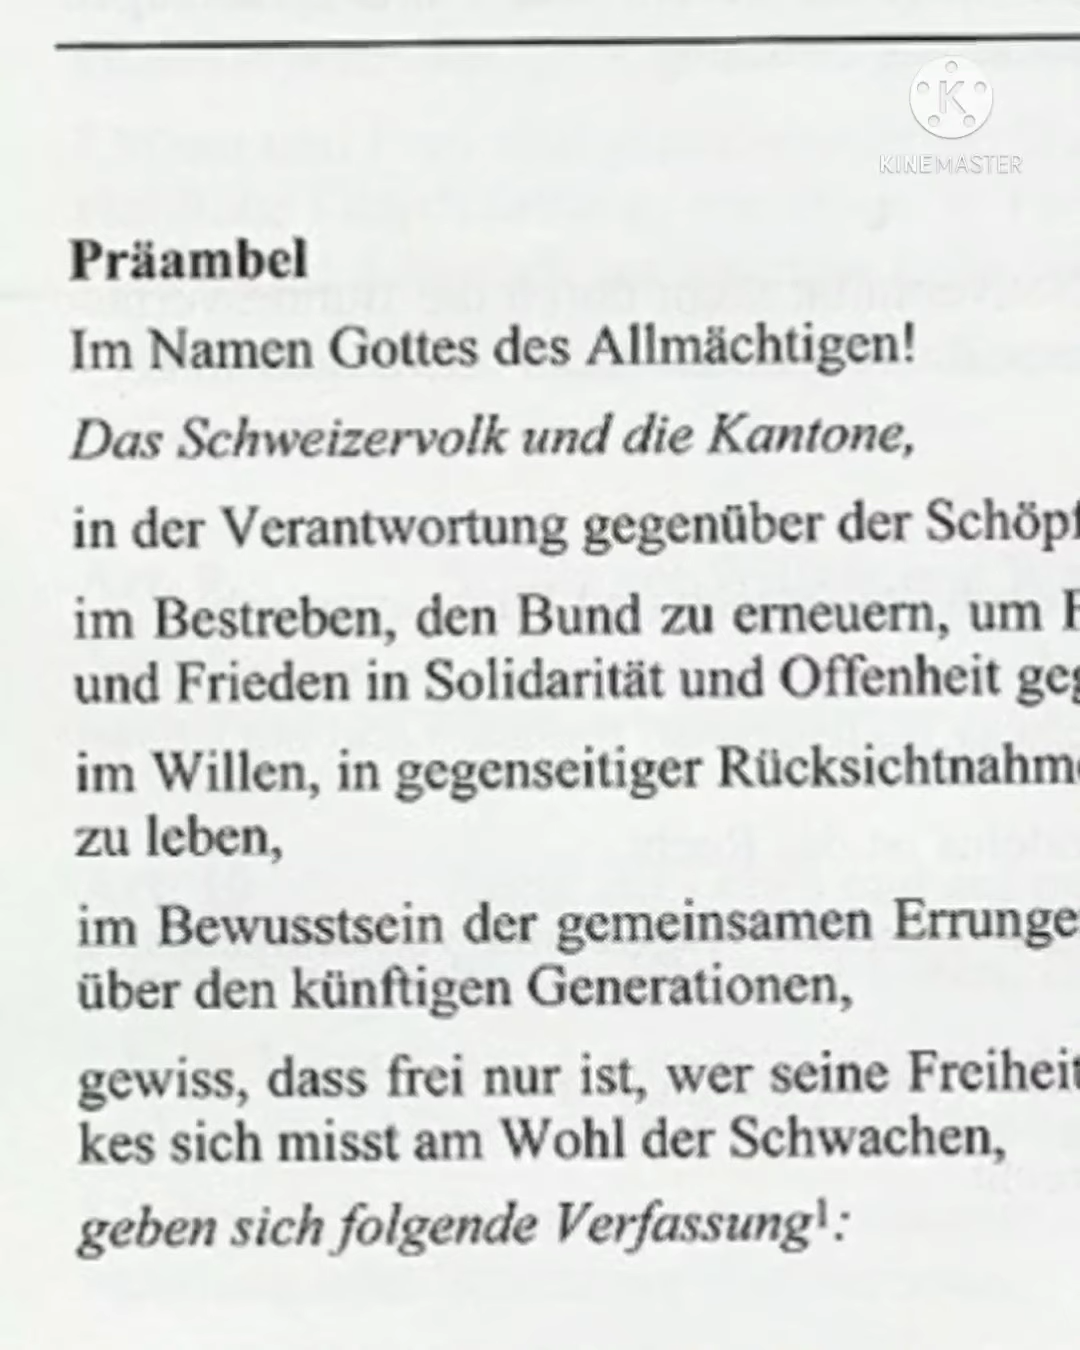 KINEMASTER
Präambel
Im Namen Gottes des Allmächtigen!
Das Schweizervolk und die Kantone,
in der Verantwortung gegenüber der Schöpf
im Bestreben, den Bund zu erneuern, um F
und Frieden in Solidarität und Offenheit geg
im Willen, in gegenseitiger Rücksichtnahme
zu leben,
im Bewusstsein der gemeinsamen Errunge
über den künftigen Generationen,
gewiss, dass frei nur ist, wer seine Freiheit
kes sich misst am Wohl der Schwachen,
geben sich folgende Verfassung¹: